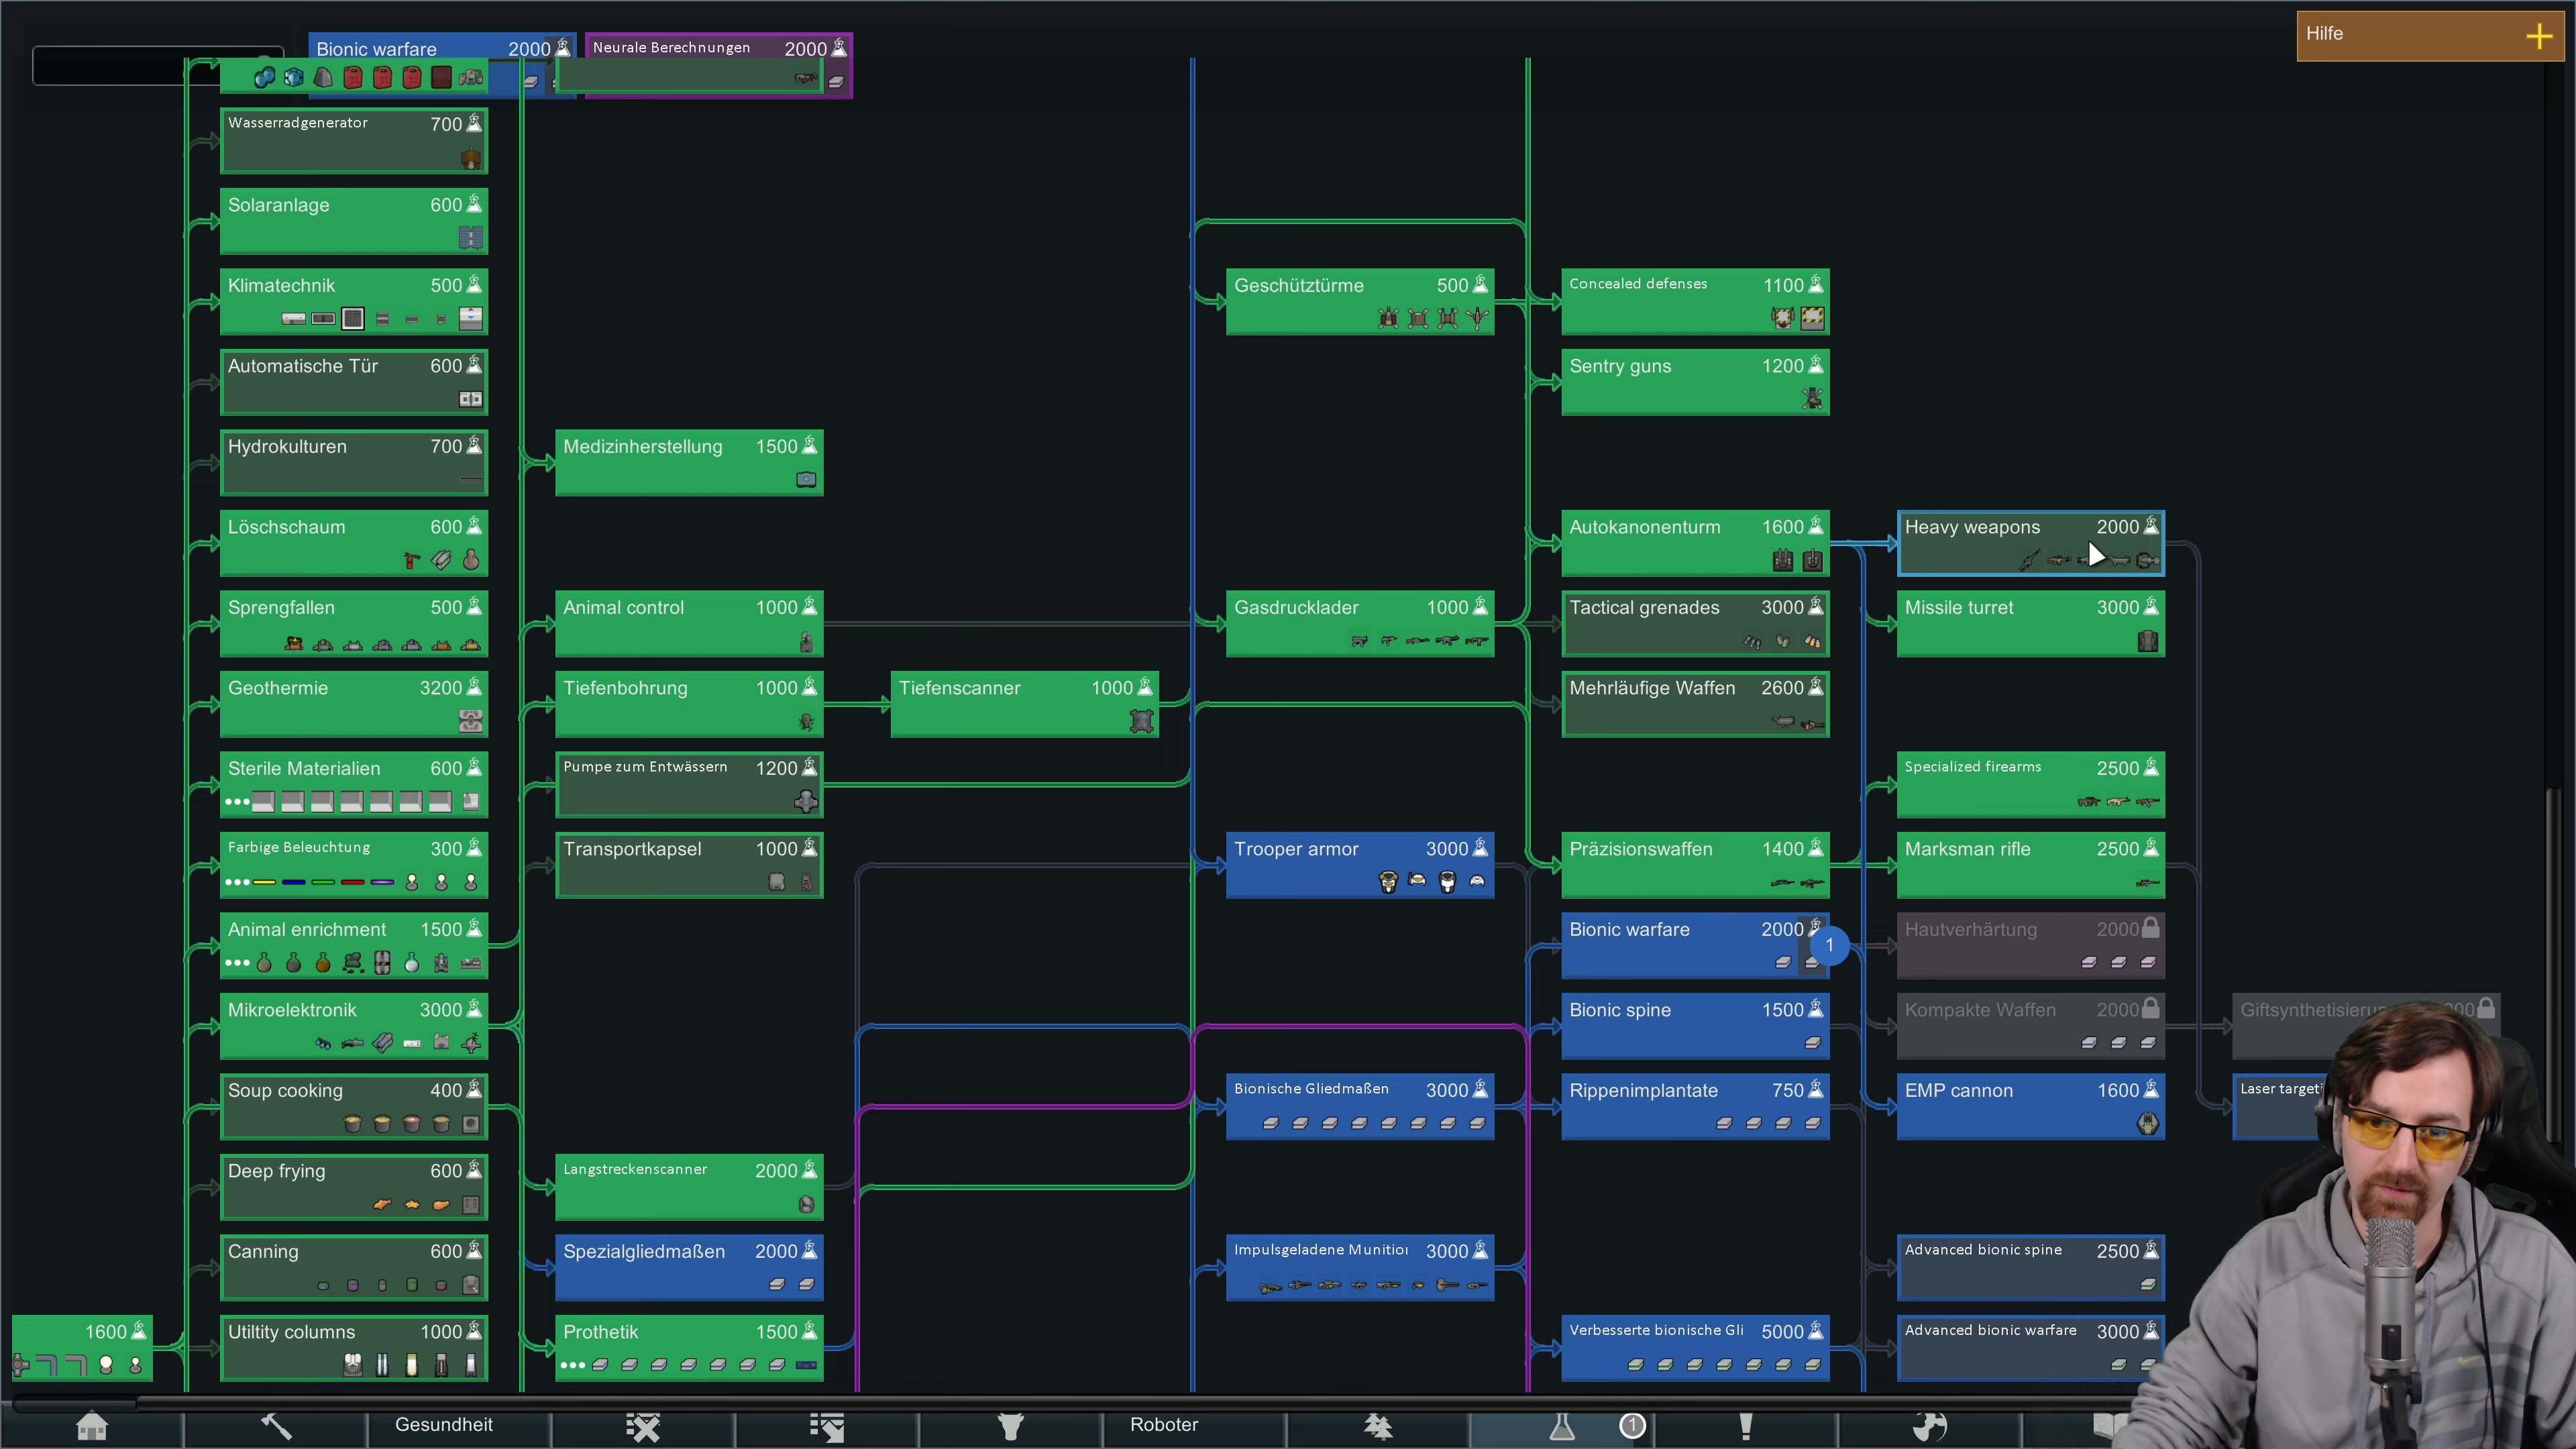 Bionic warfare 2000
Neurale Berechnungen 2000
Hilfe
Wasserradgenerator 700
Solaranlage 600
Klimatechnik 500
Geschütztürme 500
Concealed defenses 1100
Automatische Tür 600
Sentry guns 1200
Hydrokulturen 700
Medizinherstellung 1500
Löschschaum 600
Autokanonenturm 1600
Heavy weapons 2000
Sprengfallen 500
Animal control 1000
Gasdrucklader 1000
Tactical grenades 3000
Missile turret 3000
Geothermie 3200
Tiefenbohrung 1000
Tiefenscanner 1000
Mehrläufige Waffen 2600
Sterile Materialien 600
Pumpe zum Entwässern 1200
Specialized firearms 2500
Farbige Beleuchtung 300
Transportkapsel 1000
Trooper armor 3000
Präzisionswaffen 1400
Marksman rifle 2500
Animal enrichment 1500
Bionic warfare 2000
1
Hautverhärtung 2000
Mikroelektronik 3000
Bionic spine 1500
Kompakte Waffen 2000
Soup cooking 400
Bionische Gliedmaßen 3000
Rippenimplantate 750
EMP cannon 1600
Laser
Deep frying 600
Langstreckenscanner 2000
Canning 600
Spezialgliedmaßen 2000
Impulsgeladene 3000
Advanced bionic spine 2500
1600
Utiltity columns 1000
Prothetik 1500
Verbesserte bionische 5000
Advanced bionic warfare 3000
Gesundheit
Roboter
1